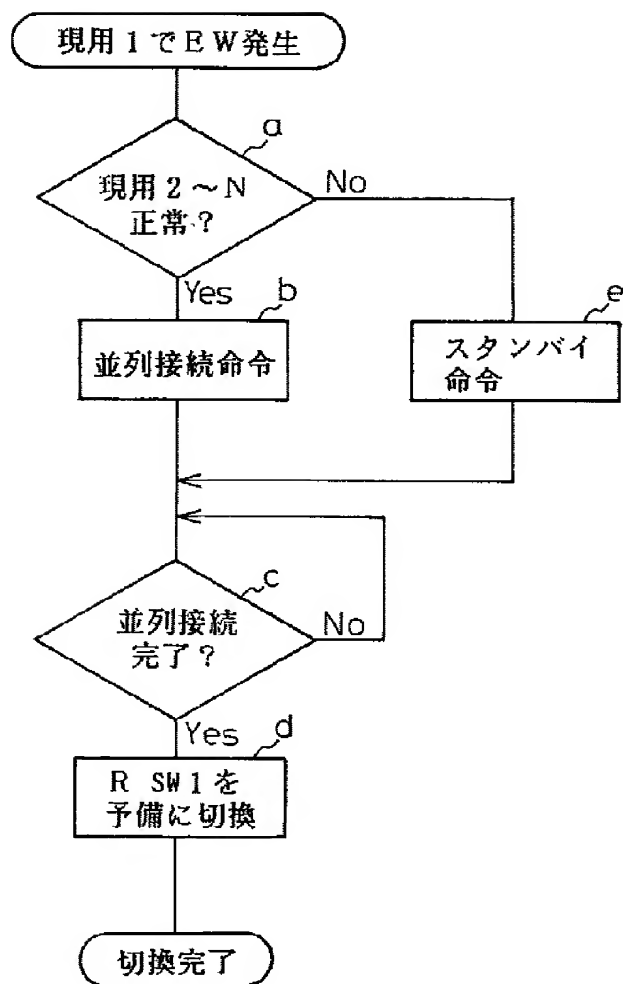 現用1でEW発生
a
現用2～N
正常?
No
Yes
b
並列接続命令
e
スタンバイ
命令
c
並列接続
完了?
No
Yes
d
R SW1を
予備に切換
切換完了